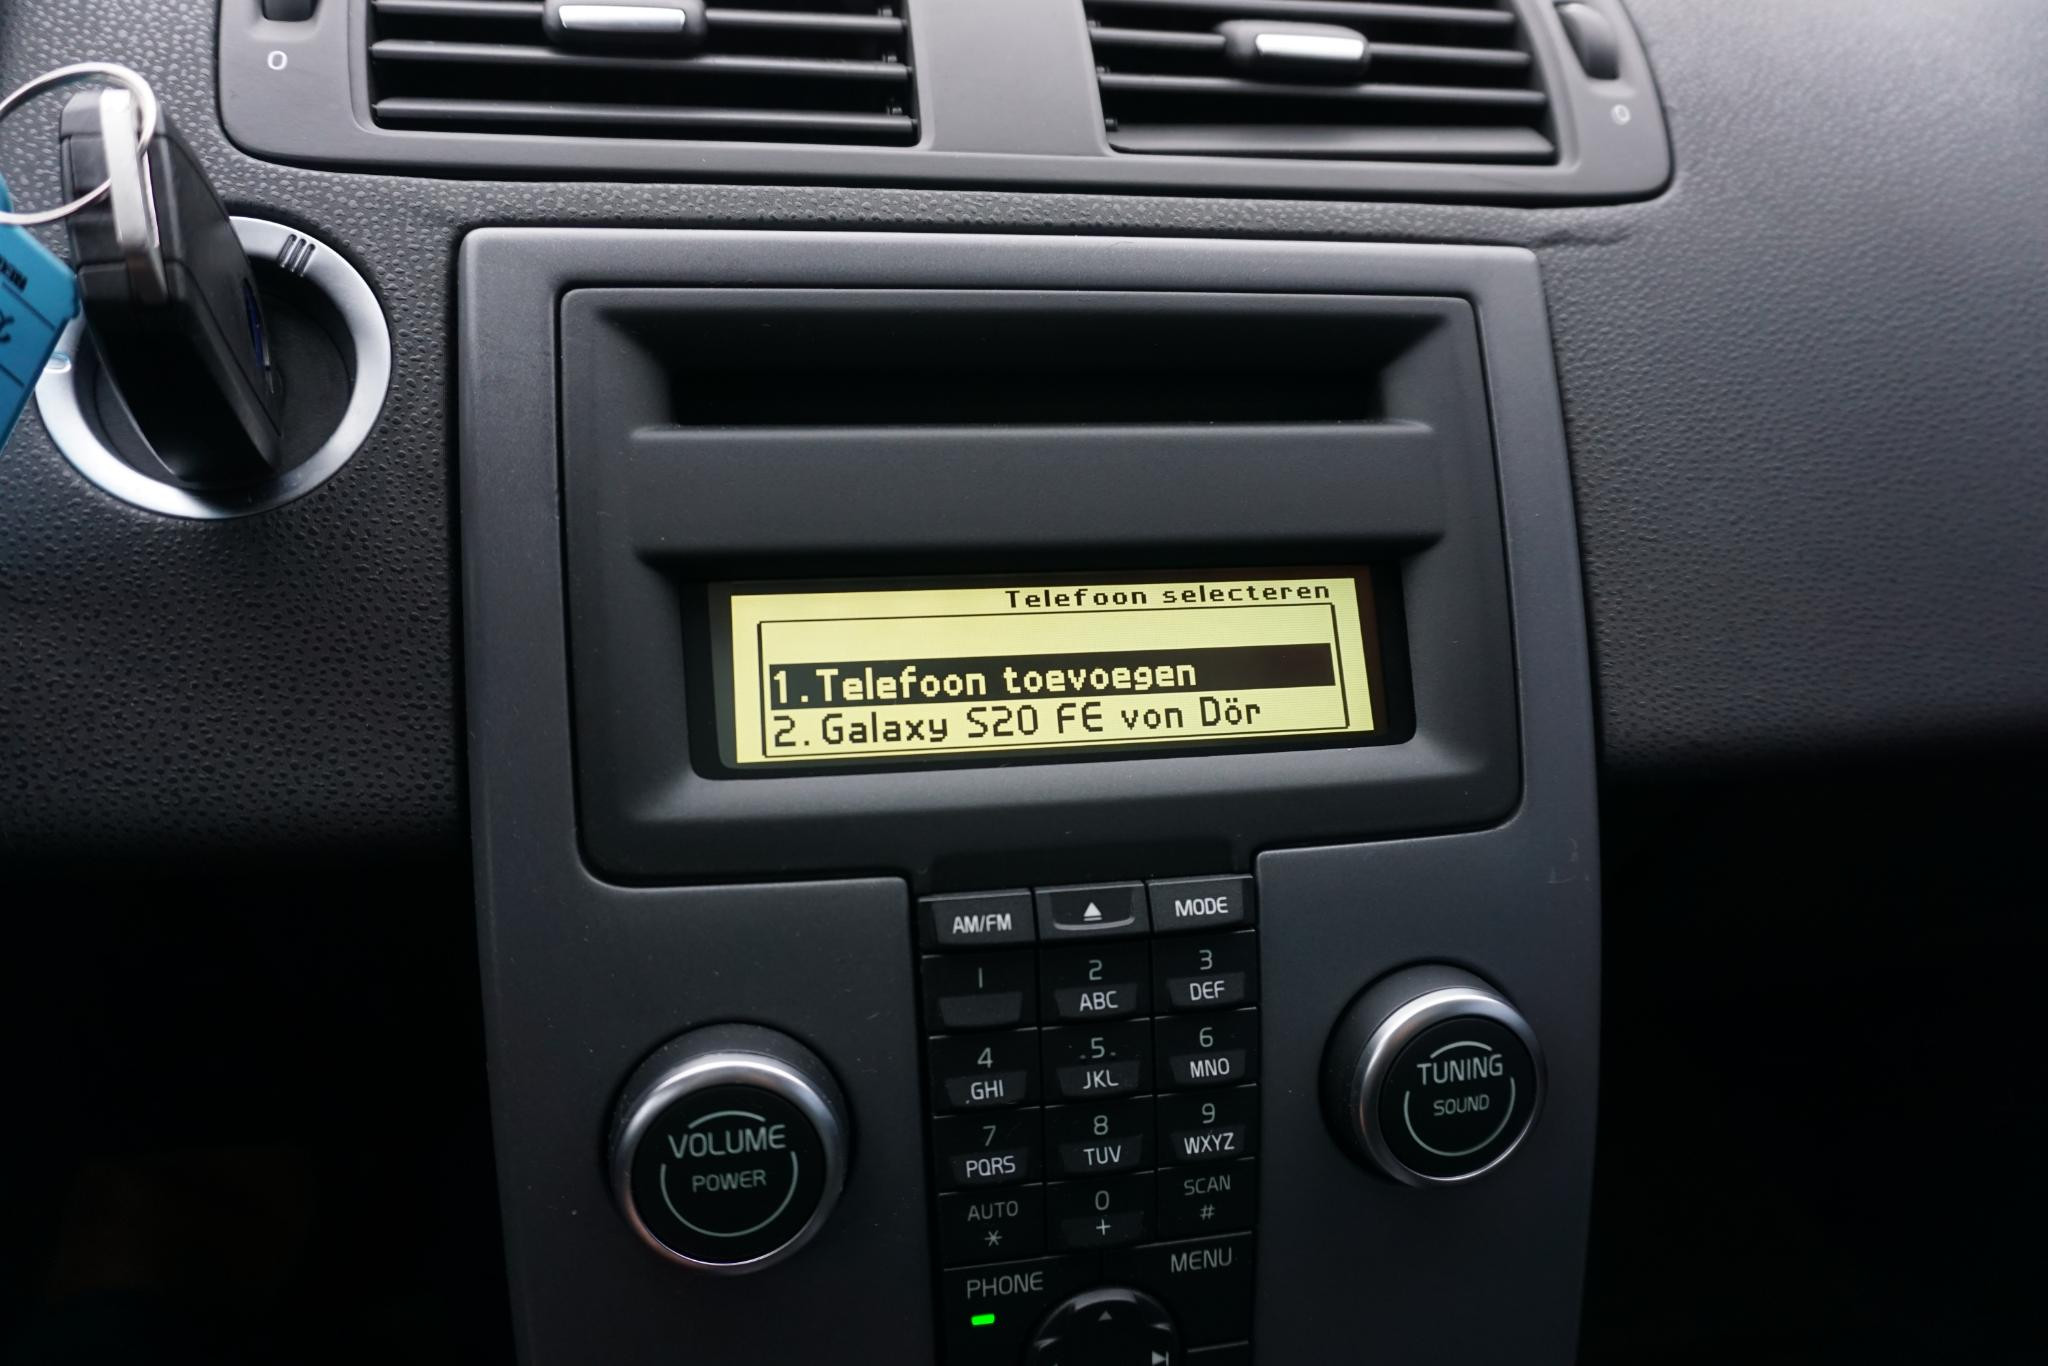 0
0
Telefoon selecteren
1.Telefoon toevoegen
2.Galaxy S20 FE von Dör
AM/FM
MODE
1
2
ABC
3
DEF
4
GHI
5
JKL
6
MNO
7
PQRS
8
TUV
9
WXYZ
AUTO
*
0
+
SCAN
#
PHONE
MENU
VOLUME
POWER
TUNING
SOUND